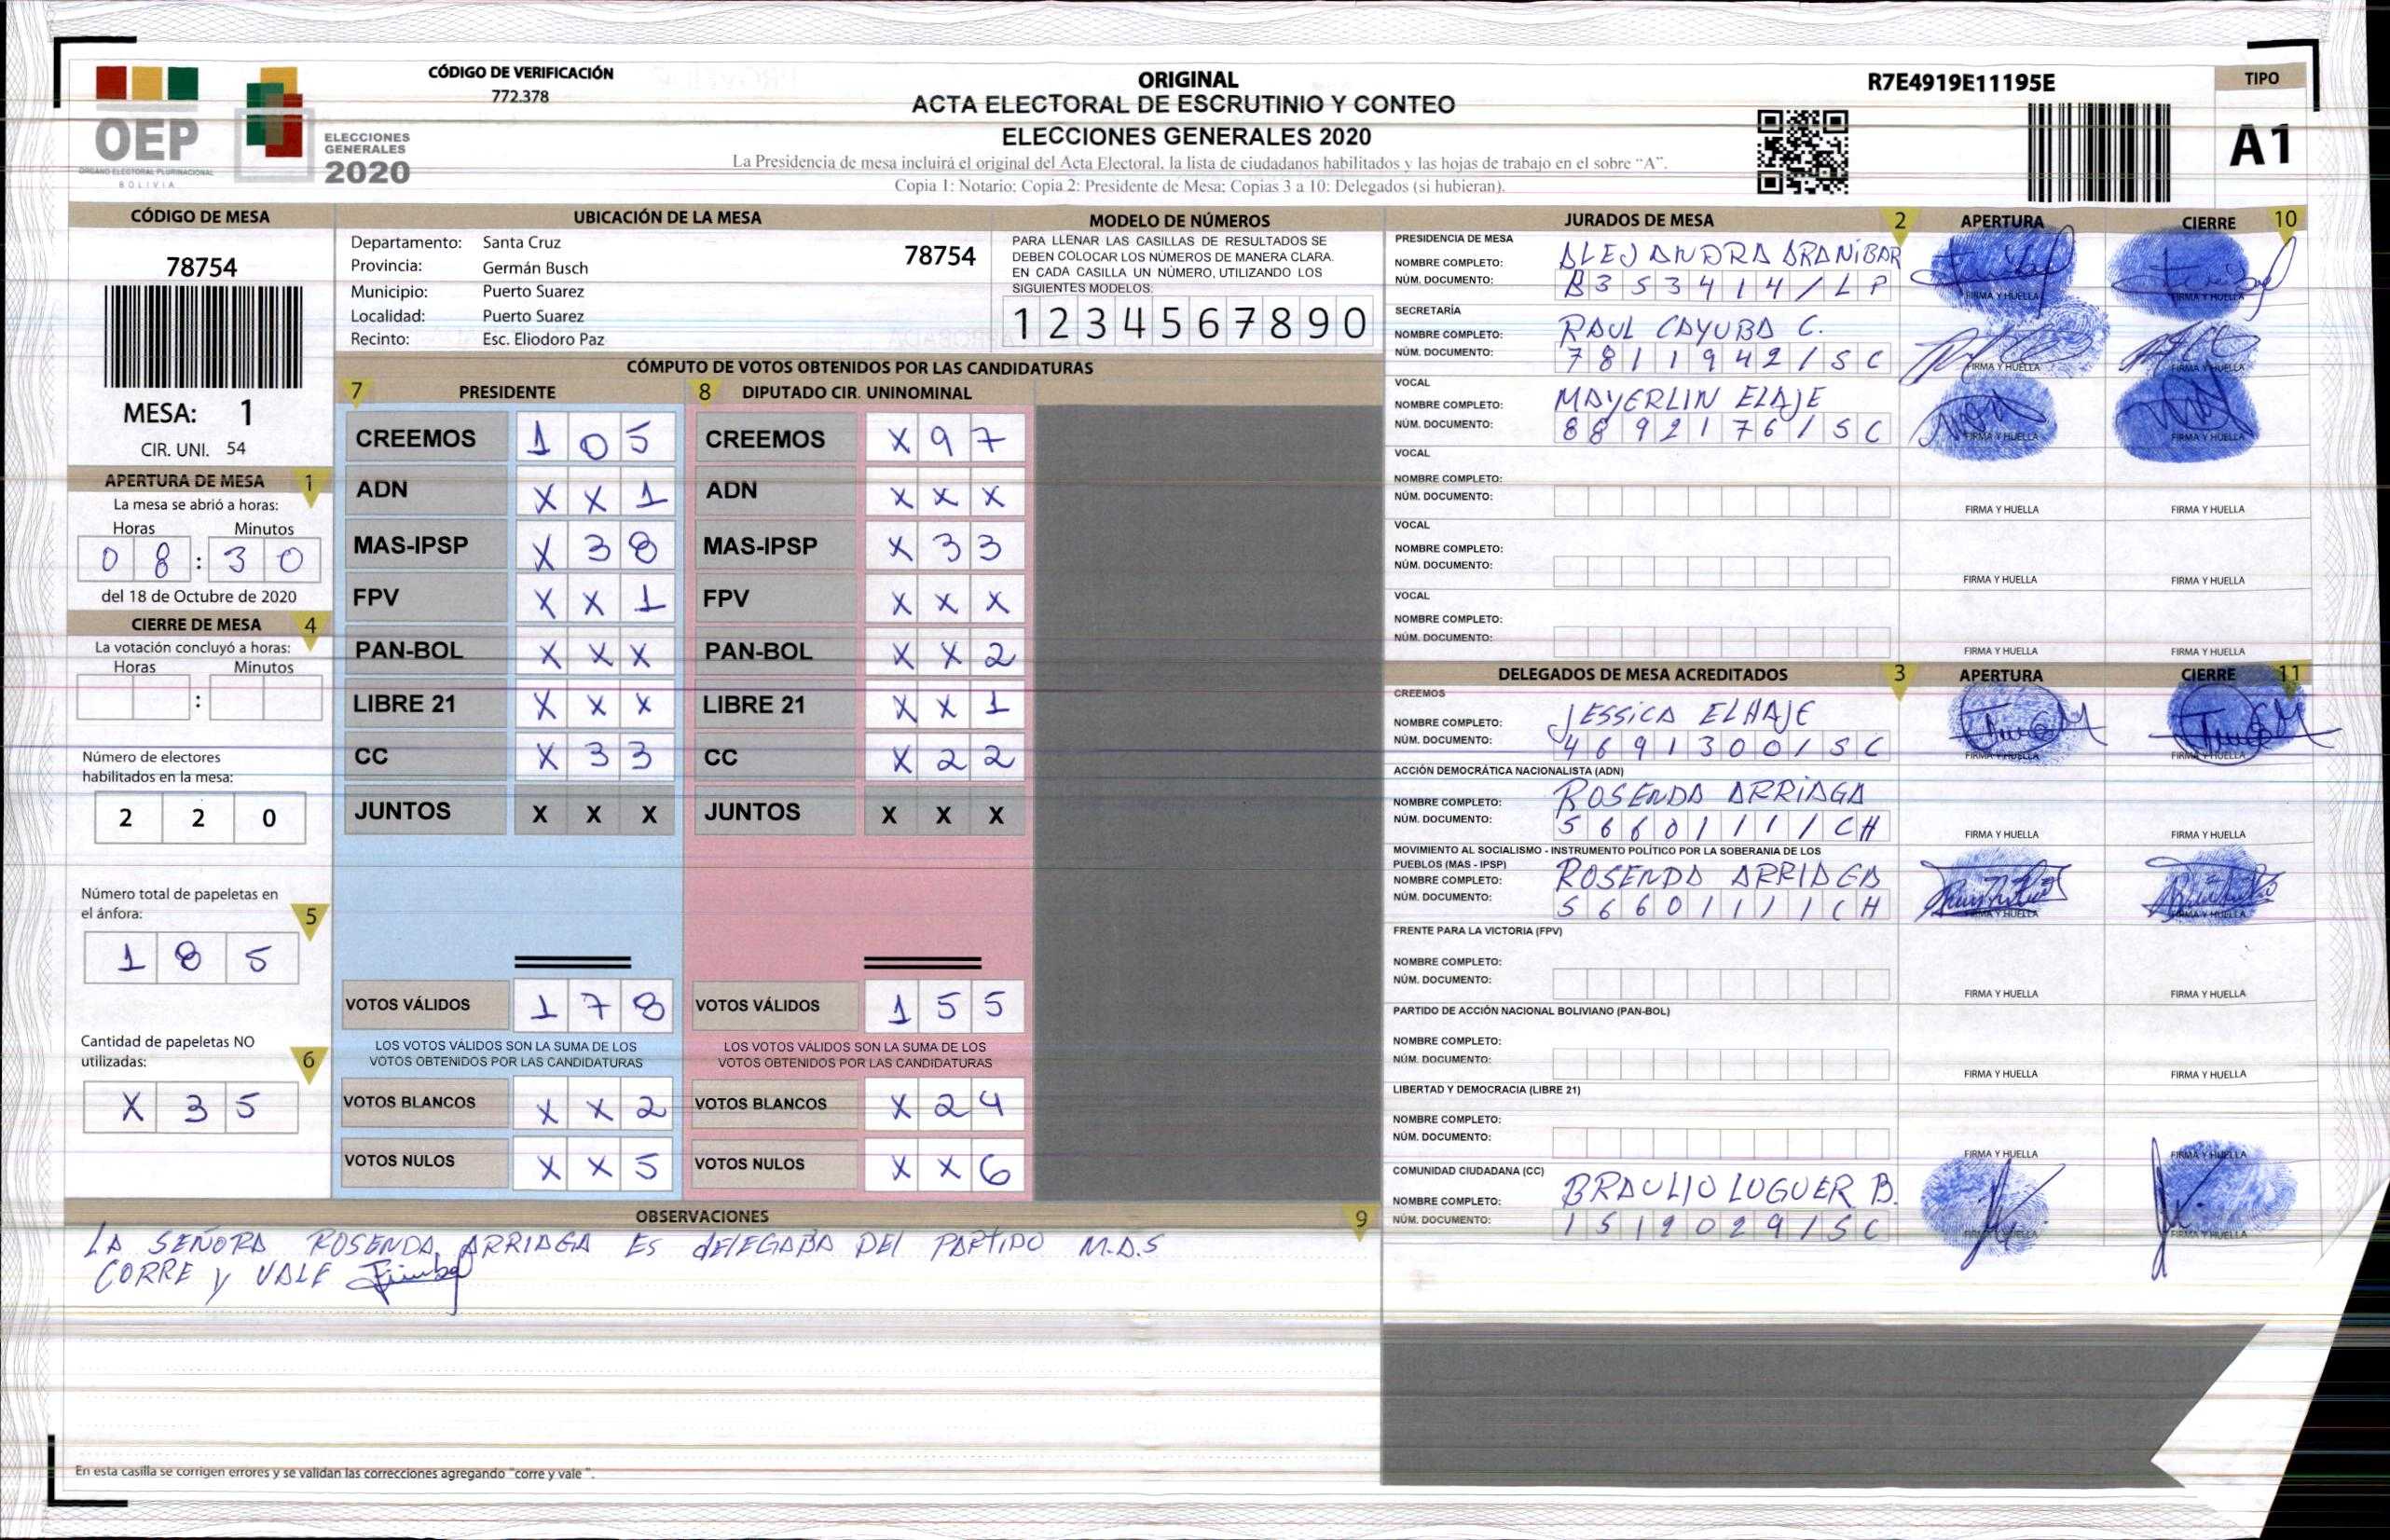 OEP
ÓRGANO ELECTORAL PLURINACIONAL
BOLIVIA
ELECCIONES
GENERALES
2020
CÓDIGO DE VERIFICACIÓN
772.378
ORIGINAL
ACTA ELECTORAL DE ESCRUTINIO Y CONTEO
ELECCIONES GENERALES 2020
La Presidencia de mesa incluirá el original del Acta Electoral, la lista de ciudadanos habilitados y las hojas de trabajo en el sobre “A”.
Copia 1: Notario; Copia 2: Presidente de Mesa; Copias 3 a 10: Delegados (si hubieran).
R7E4919E11195E
TIPO
A1
CÓDIGO DE MESA
78754
MESA: 1
CIR. UNI. 54
APERTURA DE MESA 1
La mesa se abrió a horas:
Horas Minutos
0 8 : 3 0
del 18 de Octubre de 2020
CIERRE DE MESA 4
La votación concluyó a horas:
Horas Minutos
:
Número de electores
habilitados en la mesa:
2 2 0
Número total de papeletas en
el ánfora: 5
1 8 5
Cantidad de papeletas NO
utilizadas: 6
X 3 5
UBICACIÓN DE LA MESA
Departamento: Santa Cruz 78754
Provincia: Germán Busch
Municipio: Puerto Suarez
Localidad: Puerto Suarez
Recinto: Esc. Eliodoro Paz
MODELO DE NÚMEROS
PARA LLENAR LAS CASILLAS DE RESULTADOS SE
DEBEN COLOCAR LOS NÚMEROS DE MANERA CLARA.
EN CADA CASILLA UN NÚMERO, UTILIZANDO LOS
SIGUIENTES MODELOS:
1 2 3 4 5 6 7 8 9 0
CÓMPUTO DE VOTOS OBTENIDOS POR LAS CANDIDATURAS
7 PRESIDENTE 8 DIPUTADO CIR. UNINOMINAL
CREEMOS 1 0 5 CREEMOS X 9 7
ADN X X 1 ADN X X X
MAS-IPSP X 3 8 MAS-IPSP X 3 3
FPV X X 1 FPV X X X
PAN-BOL X X X PAN-BOL X X 2
LIBRE 21 X X X LIBRE 21 X X 1
CC X 3 3 CC X 2 2
JUNTOS X X X JUNTOS X X X
VOTOS VÁLIDOS 1 7 8 VOTOS VÁLIDOS 1 5 5
LOS VOTOS VÁLIDOS SON LA SUMA DE LOS LOS VOTOS VÁLIDOS SON LA SUMA DE LOS
VOTOS OBTENIDOS POR LAS CANDIDATURAS VOTOS OBTENIDOS POR LAS CANDIDATURAS
VOTOS BLANCOS X X 2 VOTOS BLANCOS X 2 4
VOTOS NULOS X X 5 VOTOS NULOS X X 6
OBSERVACIONES 9
LA SEÑORA ROSENDA ARRIAGA ES dELEGADA DEL PARTIDO M.A.S
CORRE y VALE
En esta casilla se corrigen errores y se validan las correcciones agregando "corre y vale ".
JURADOS DE MESA 2 APERTURA CIERRE 10
PRESIDENCIA DE MESA
NOMBRE COMPLETO: ALEJANDRA ARANIBAR
NÚM. DOCUMENTO: 8353414/LP FIRMA Y HUELLA FIRMA Y HUELLA
SECRETARÍA
NOMBRE COMPLETO: RAUL CAYUBA C.
NÚM. DOCUMENTO: 7811942/SC FIRMA Y HUELLA FIRMA Y HUELLA
VOCAL
NOMBRE COMPLETO: MAYERLIN ELAJE
NÚM. DOCUMENTO: 8892176/SC FIRMA Y HUELLA FIRMA Y HUELLA
VOCAL
NOMBRE COMPLETO:
NÚM. DOCUMENTO: FIRMA Y HUELLA FIRMA Y HUELLA
VOCAL
NOMBRE COMPLETO:
NÚM. DOCUMENTO: FIRMA Y HUELLA FIRMA Y HUELLA
VOCAL
NOMBRE COMPLETO:
NÚM. DOCUMENTO: FIRMA Y HUELLA FIRMA Y HUELLA
DELEGADOS DE MESA ACREDITADOS 3 APERTURA CIERRE 11
CREEMOS
NOMBRE COMPLETO: JESSICA ELHAJE
NÚM. DOCUMENTO: 4691300/SC FIRMA Y HUELLA FIRMA Y HUELLA
ACCIÓN DEMOCRÁTICA NACIONALISTA (ADN)
NOMBRE COMPLETO: ROSENDA ARRIAGA
NÚM. DOCUMENTO: 5660111/CH FIRMA Y HUELLA FIRMA Y HUELLA
MOVIMIENTO AL SOCIALISMO - INSTRUMENTO POLÍTICO POR LA SOBERANIA DE LOS
PUEBLOS (MAS - IPSP)
NOMBRE COMPLETO: ROSENDA ARRIAGA
NÚM. DOCUMENTO: 5660111/CH FIRMA Y HUELLA FIRMA Y HUELLA
FRENTE PARA LA VICTORIA (FPV)
NOMBRE COMPLETO:
NÚM. DOCUMENTO: FIRMA Y HUELLA FIRMA Y HUELLA
PARTIDO DE ACCIÓN NACIONAL BOLIVIANO (PAN-BOL)
NOMBRE COMPLETO:
NÚM. DOCUMENTO: FIRMA Y HUELLA FIRMA Y HUELLA
LIBERTAD Y DEMOCRACIA (LIBRE 21)
NOMBRE COMPLETO:
NÚM. DOCUMENTO: FIRMA Y HUELLA FIRMA Y HUELLA
COMUNIDAD CIUDADANA (CC)
NOMBRE COMPLETO: BRAULIO LUGUER B.
NÚM. DOCUMENTO: 1519029/SC FIRMA Y HUELLA FIRMA Y HUELLA